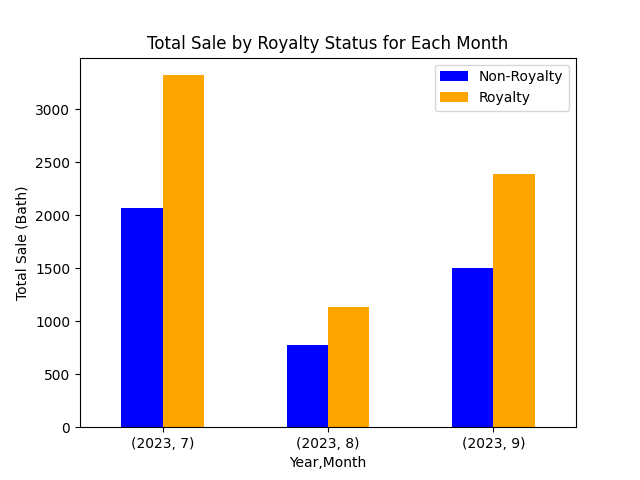 Total Sale by Royalty Status for Each Month
Non-Royalty
Royalty
Total Sale (Bath)
3000
2500
2000
1500
1000
500
0
(2023, 7)
(2023, 8)
(2023, 9)
Year,Month